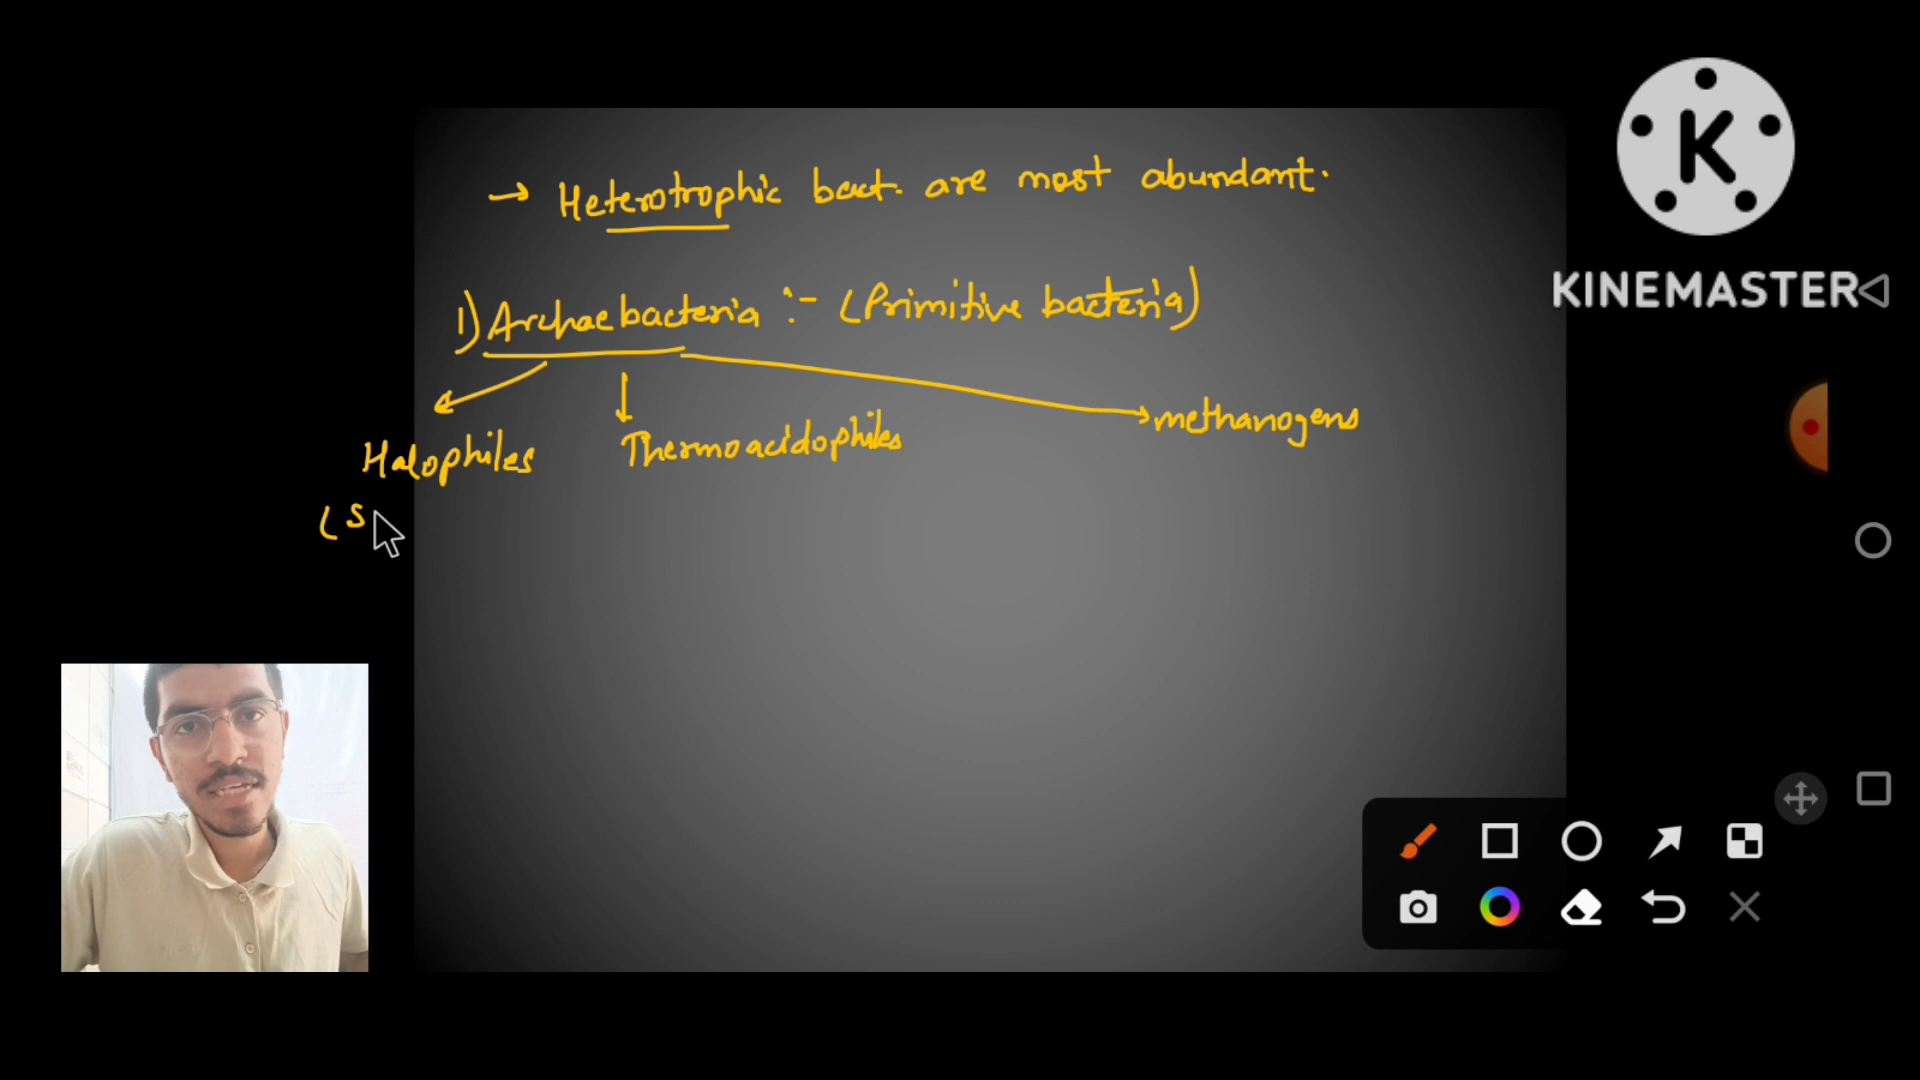 → Heterotrophic bact. are most abundant.
1) Archaebacteria :- (Primitive bacteria)
Halophiles Thermoacidophiles methanogens
(S
K
KINEMASTER